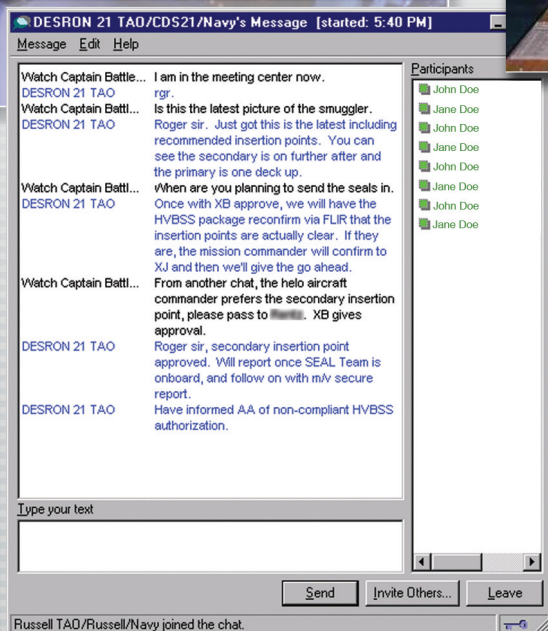 DESRON 21 TAO/CDS21/Navy's Message [started: 5:40 PM]
Message Edit Help
Participants
Watch Captain Battle... I am in the meeting center now.
DESRON 21 TAO rgr.
Watch Captain Battl... Is this the latest picture of the smuggler.
DESRON 21 TAO Roger sir. Just got this is the latest including
recommended insertion points. You can
see the secondary is on further after and
the primary is one deck up.
Watch Captain Battl... When are you planning to send the seals in.
DESRON 21 TAO Once with XB approve, we will have the
HVBSS package reconfirm via FLIR that the
insertion points are actually clear. If they
are, the mission commander will confirm to
XJ and then we'll give the go ahead.
Watch Captain Battl... From another chat, the helo aircraft
commander prefers the secondary insertion
point, please pass to . XB gives
approval.
DESRON 21 TAO Roger sir, secondary insertion point
approved. Will report once SEAL Team is
onboard, and follow on with m/v secure
report.
DESRON 21 TAO Have informed AA of non-compliant HVBSS
authorization.
John Doe
Jane Doe
John Doe
Jane Doe
John Doe
Jane Doe
John Doe
Jane Doe
Type your text
Send Invite Others... Leave
Russell TAO/Russell/Navy joined the chat.